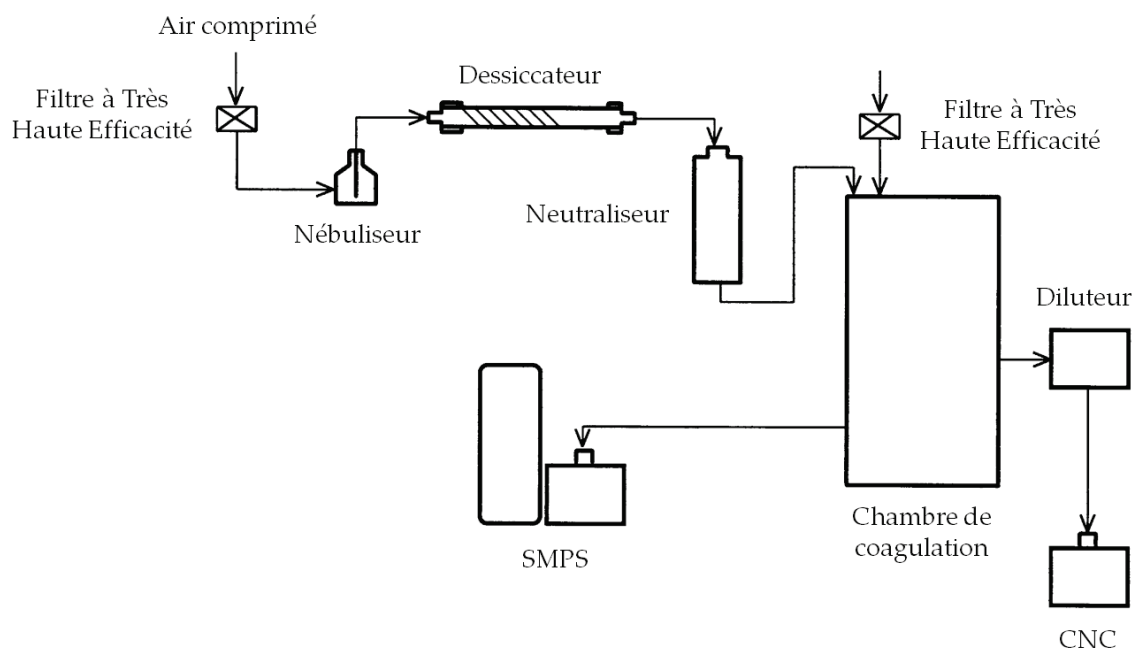 Air comprimé
Filtre à Très
Haute Efficacité
Nébuliseur
Dessiccateur
Neutraliseur
Filtre à Très
Haute Efficacité
Diluteur
SMPS
Chambre de
coagulation
CNC